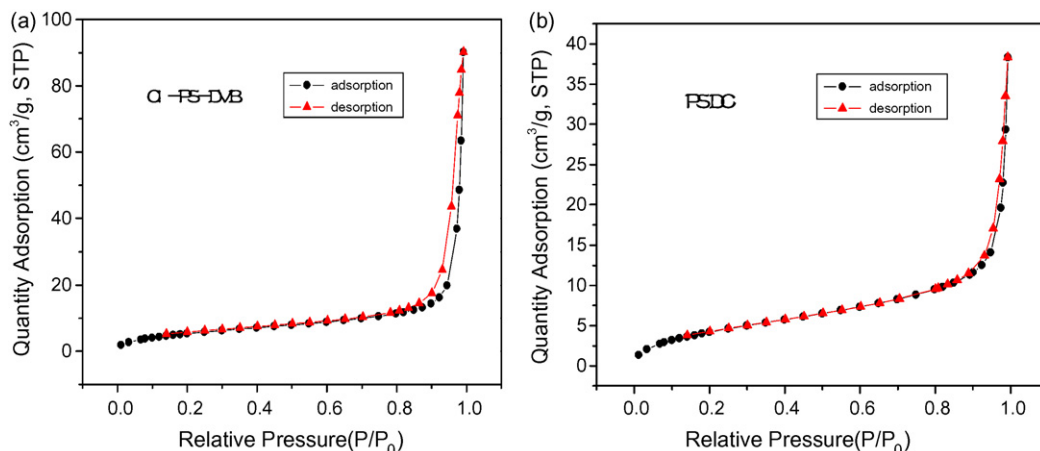 (a)
100
80
60
40
20
0
Quantity Adsorption (cm³/g, STP)
Cl-PS-DVB
adsorption
desorption
0.0 0.2 0.4 0.6 0.8 1.0
Relative Pressure(P/P₀)
(b)
40
35
30
25
20
15
10
5
0
Quantity Adsorption (cm³/g, STP)
adsorption
desorption
0.0 0.2 0.4 0.6 0.8 1.0
Relative Pressure(P/P₀)